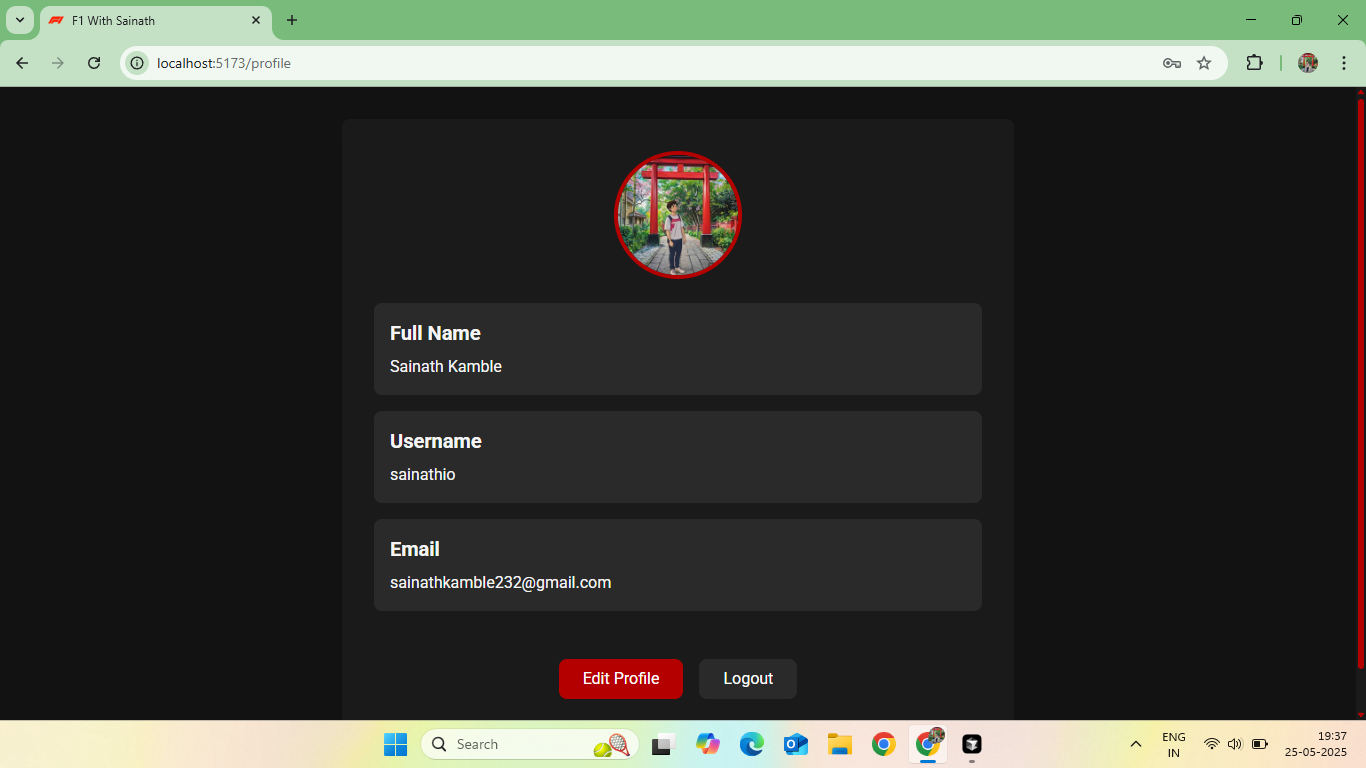 F1 With Sainath
localhost:5173/profile
Full Name
Sainath Kamble
Username
sainathio
Email
sainathkamble232@gmail.com
Edit Profile
Logout
Search
ENG
IN
19:37
25-05-2025